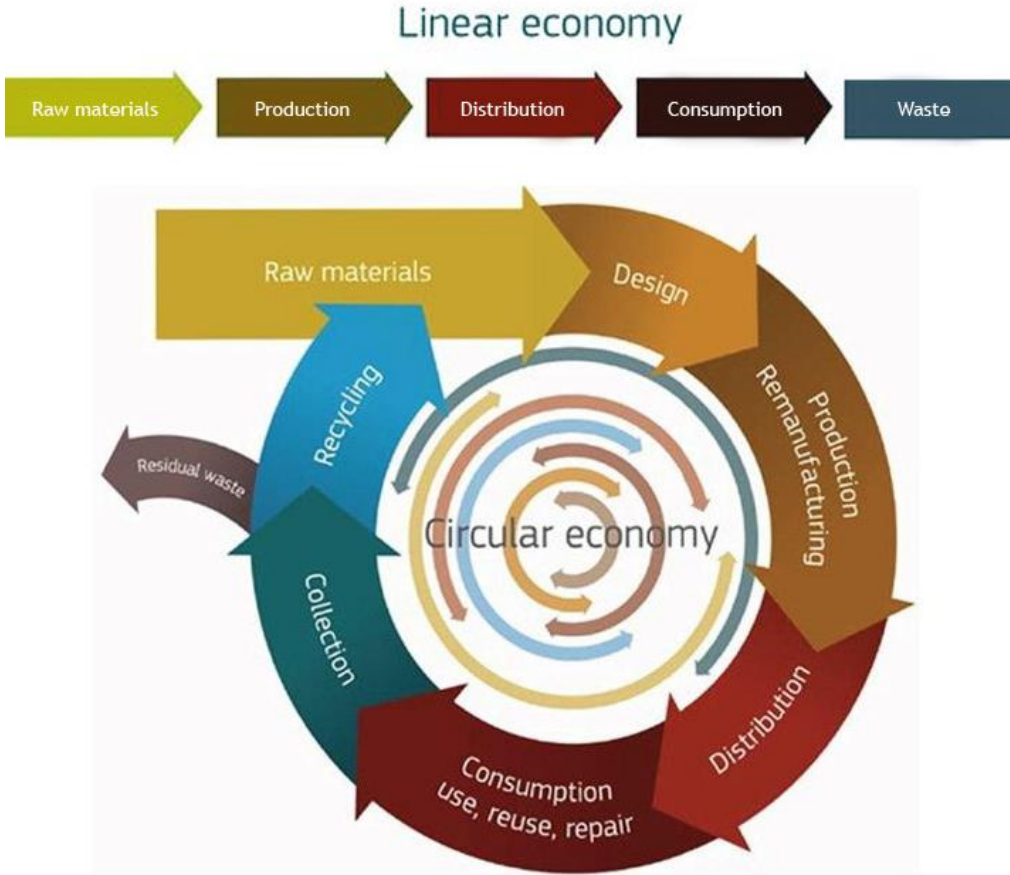 Linear economy
Raw materials
Production
Distribution
Consumption
Waste
Raw materials
Design
Production
Remanufacturing
Distribution
Consumption
use, reuse, repair
Collection
Recycling
Residual waste
Circular economy